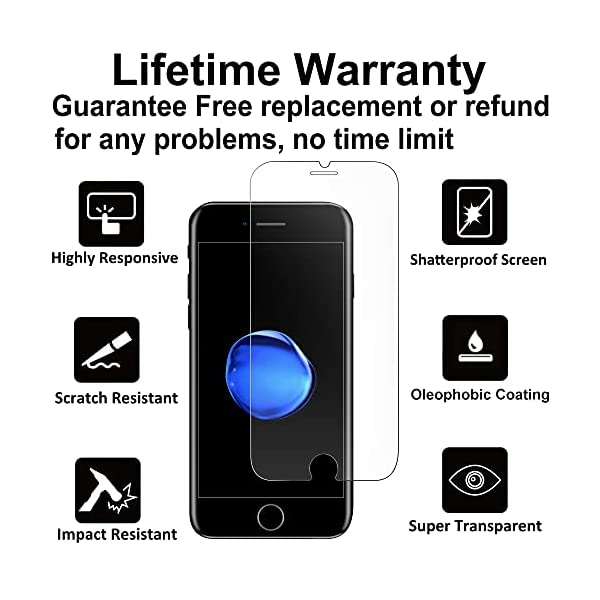 Lifetime Warranty
Guarantee Free replacement or refund
for any problems, no time limit
Highly Responsive
Shatterproof Screen
Scratch Resistant
Oleophobic Coating
Impact Resistant
Super Transparent